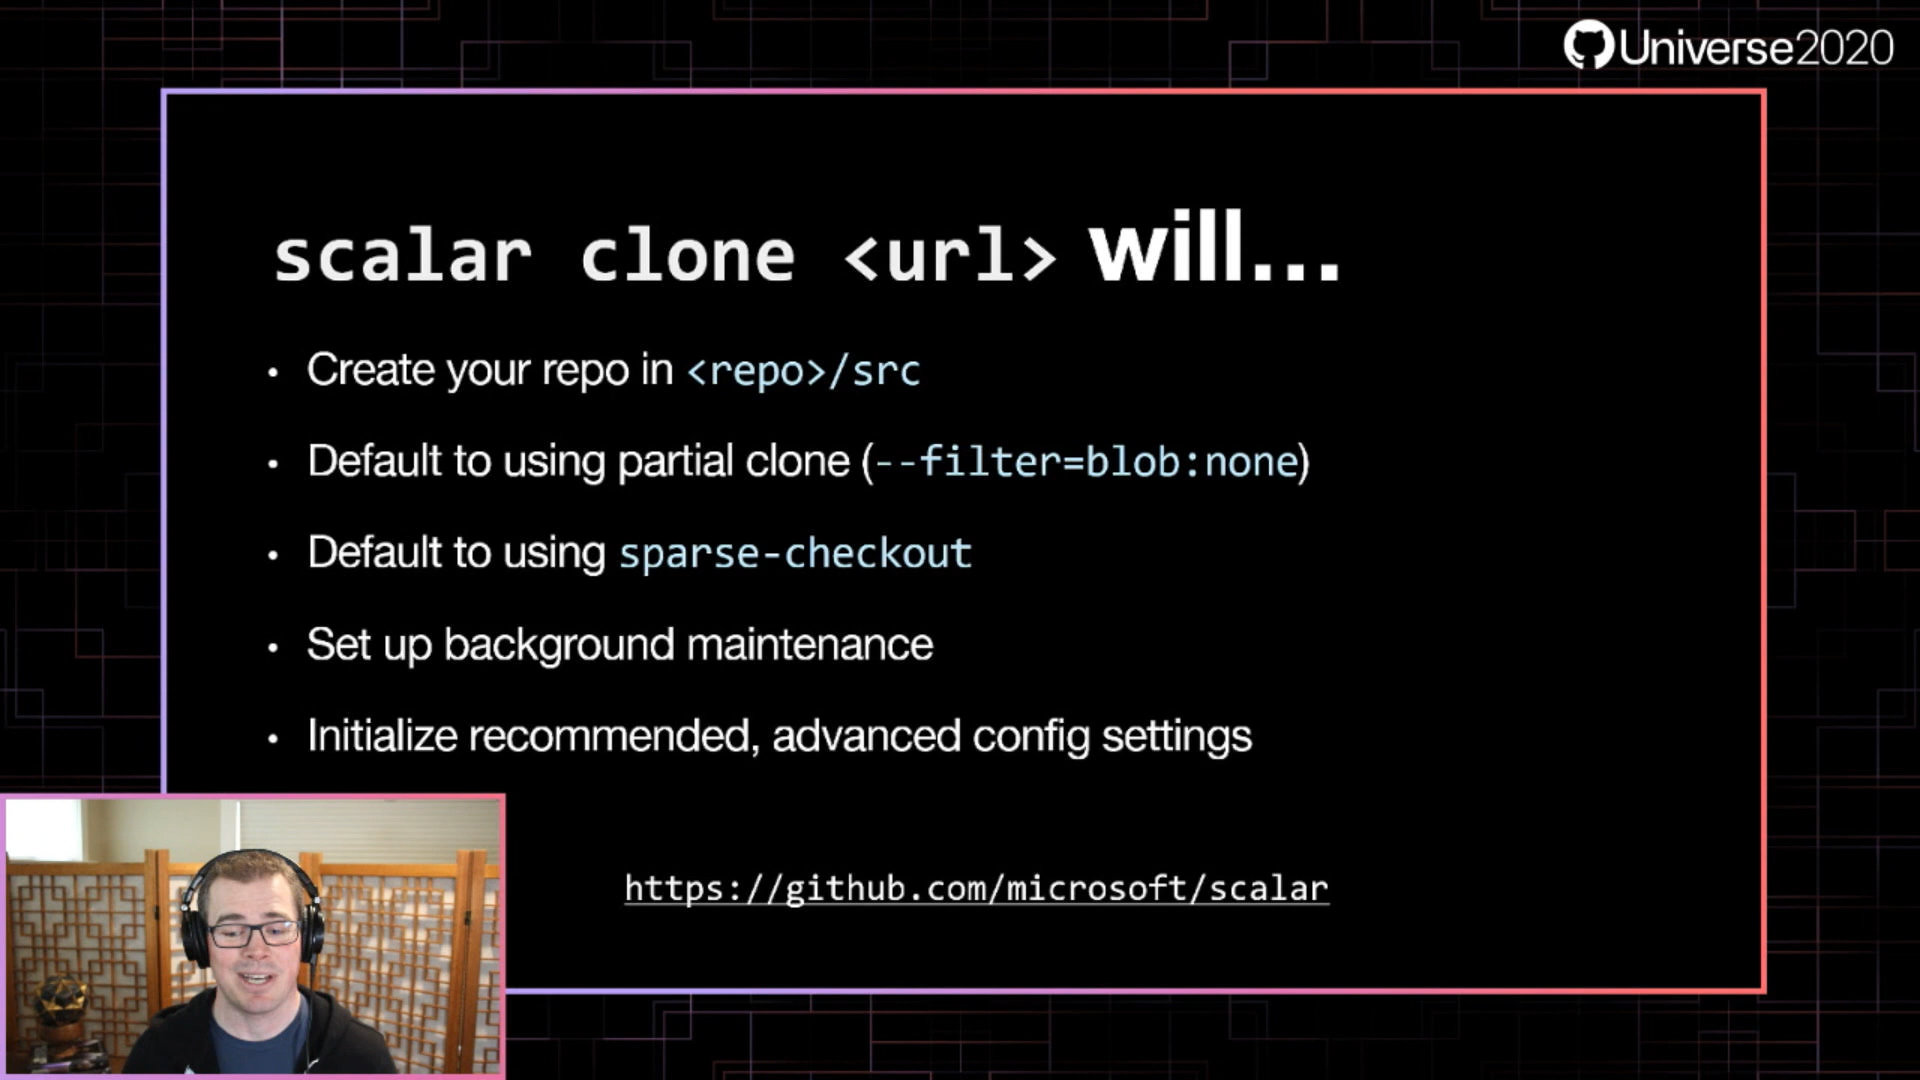 Universe2020
scalar clone <url> will...
• Create your repo in <repo>/src
• Default to using partial clone (--filter=blob:none)
• Default to using sparse-checkout
• Set up background maintenance
• Initialize recommended, advanced config settings
https://github.com/microsoft/scalar